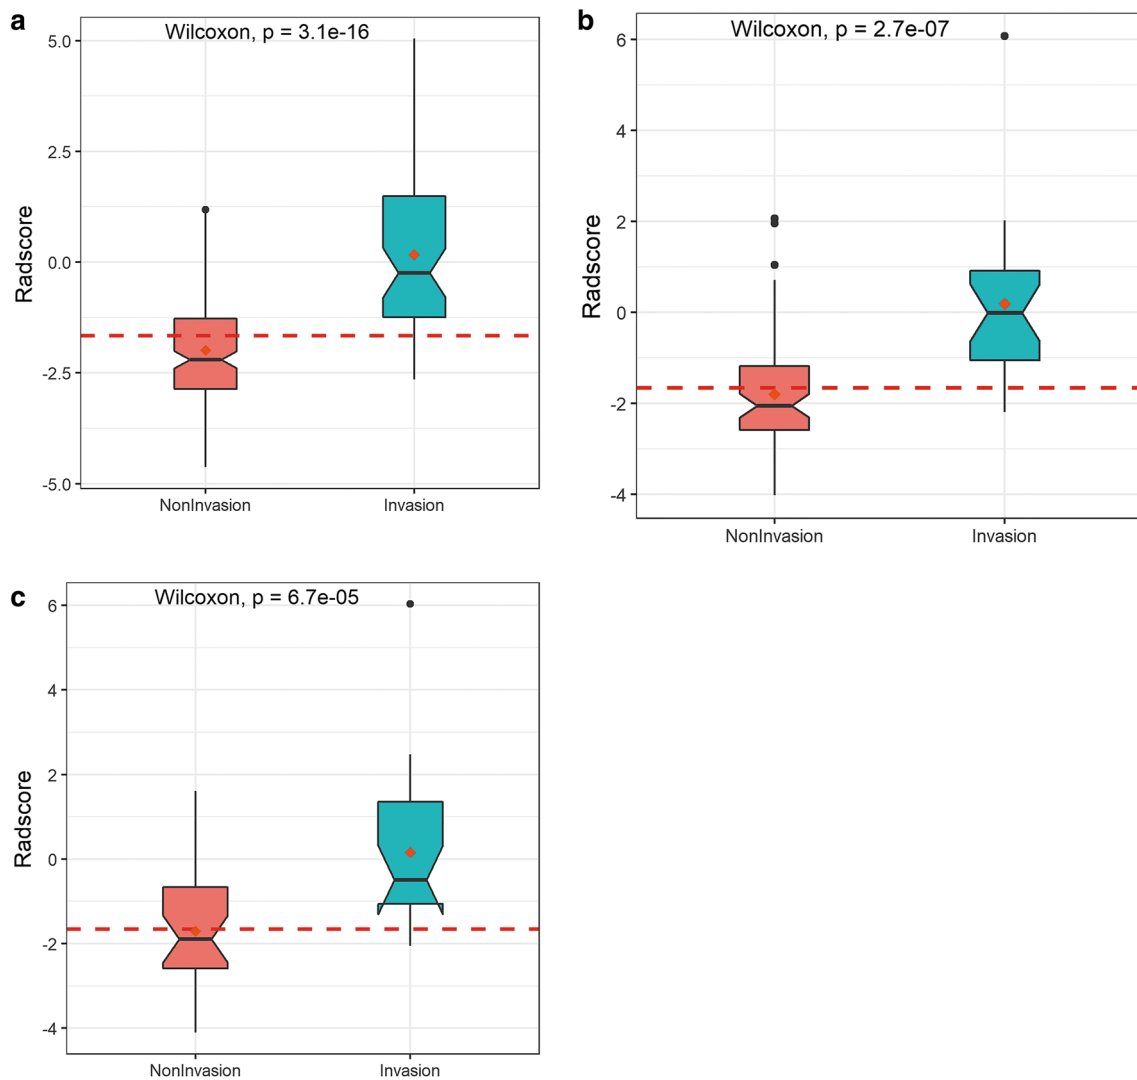 a
Wilcoxon, p = 3.1e-16
5.0
2.5
0.0
-2.5
-5.0
Radscore
NonInvasion Invasion
b
Wilcoxon, p = 2.7e-07
6
4
2
0
-2
-4
Radscore
NonInvasion Invasion
c
Wilcoxon, p = 6.7e-05
6
4
2
0
-2
-4
Radscore
NonInvasion Invasion